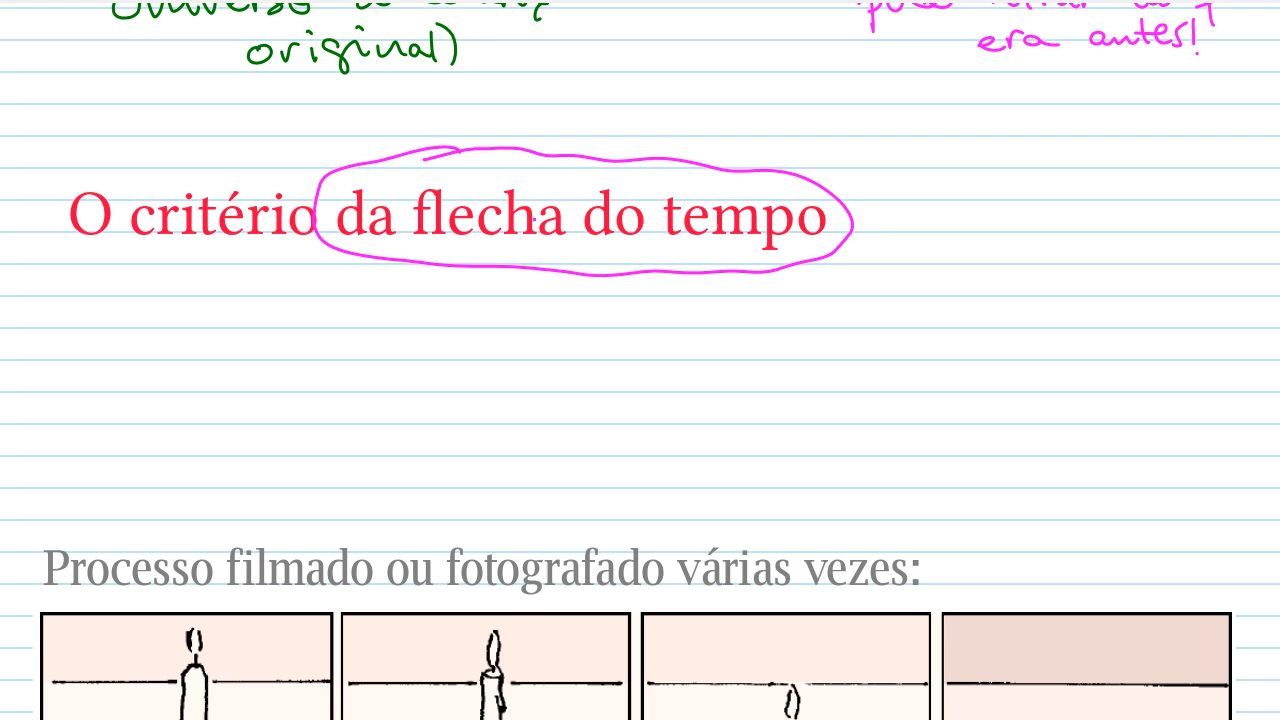 original)
era antes!
O critério da flecha do tempo
Processo filmado ou fotografado várias vezes: